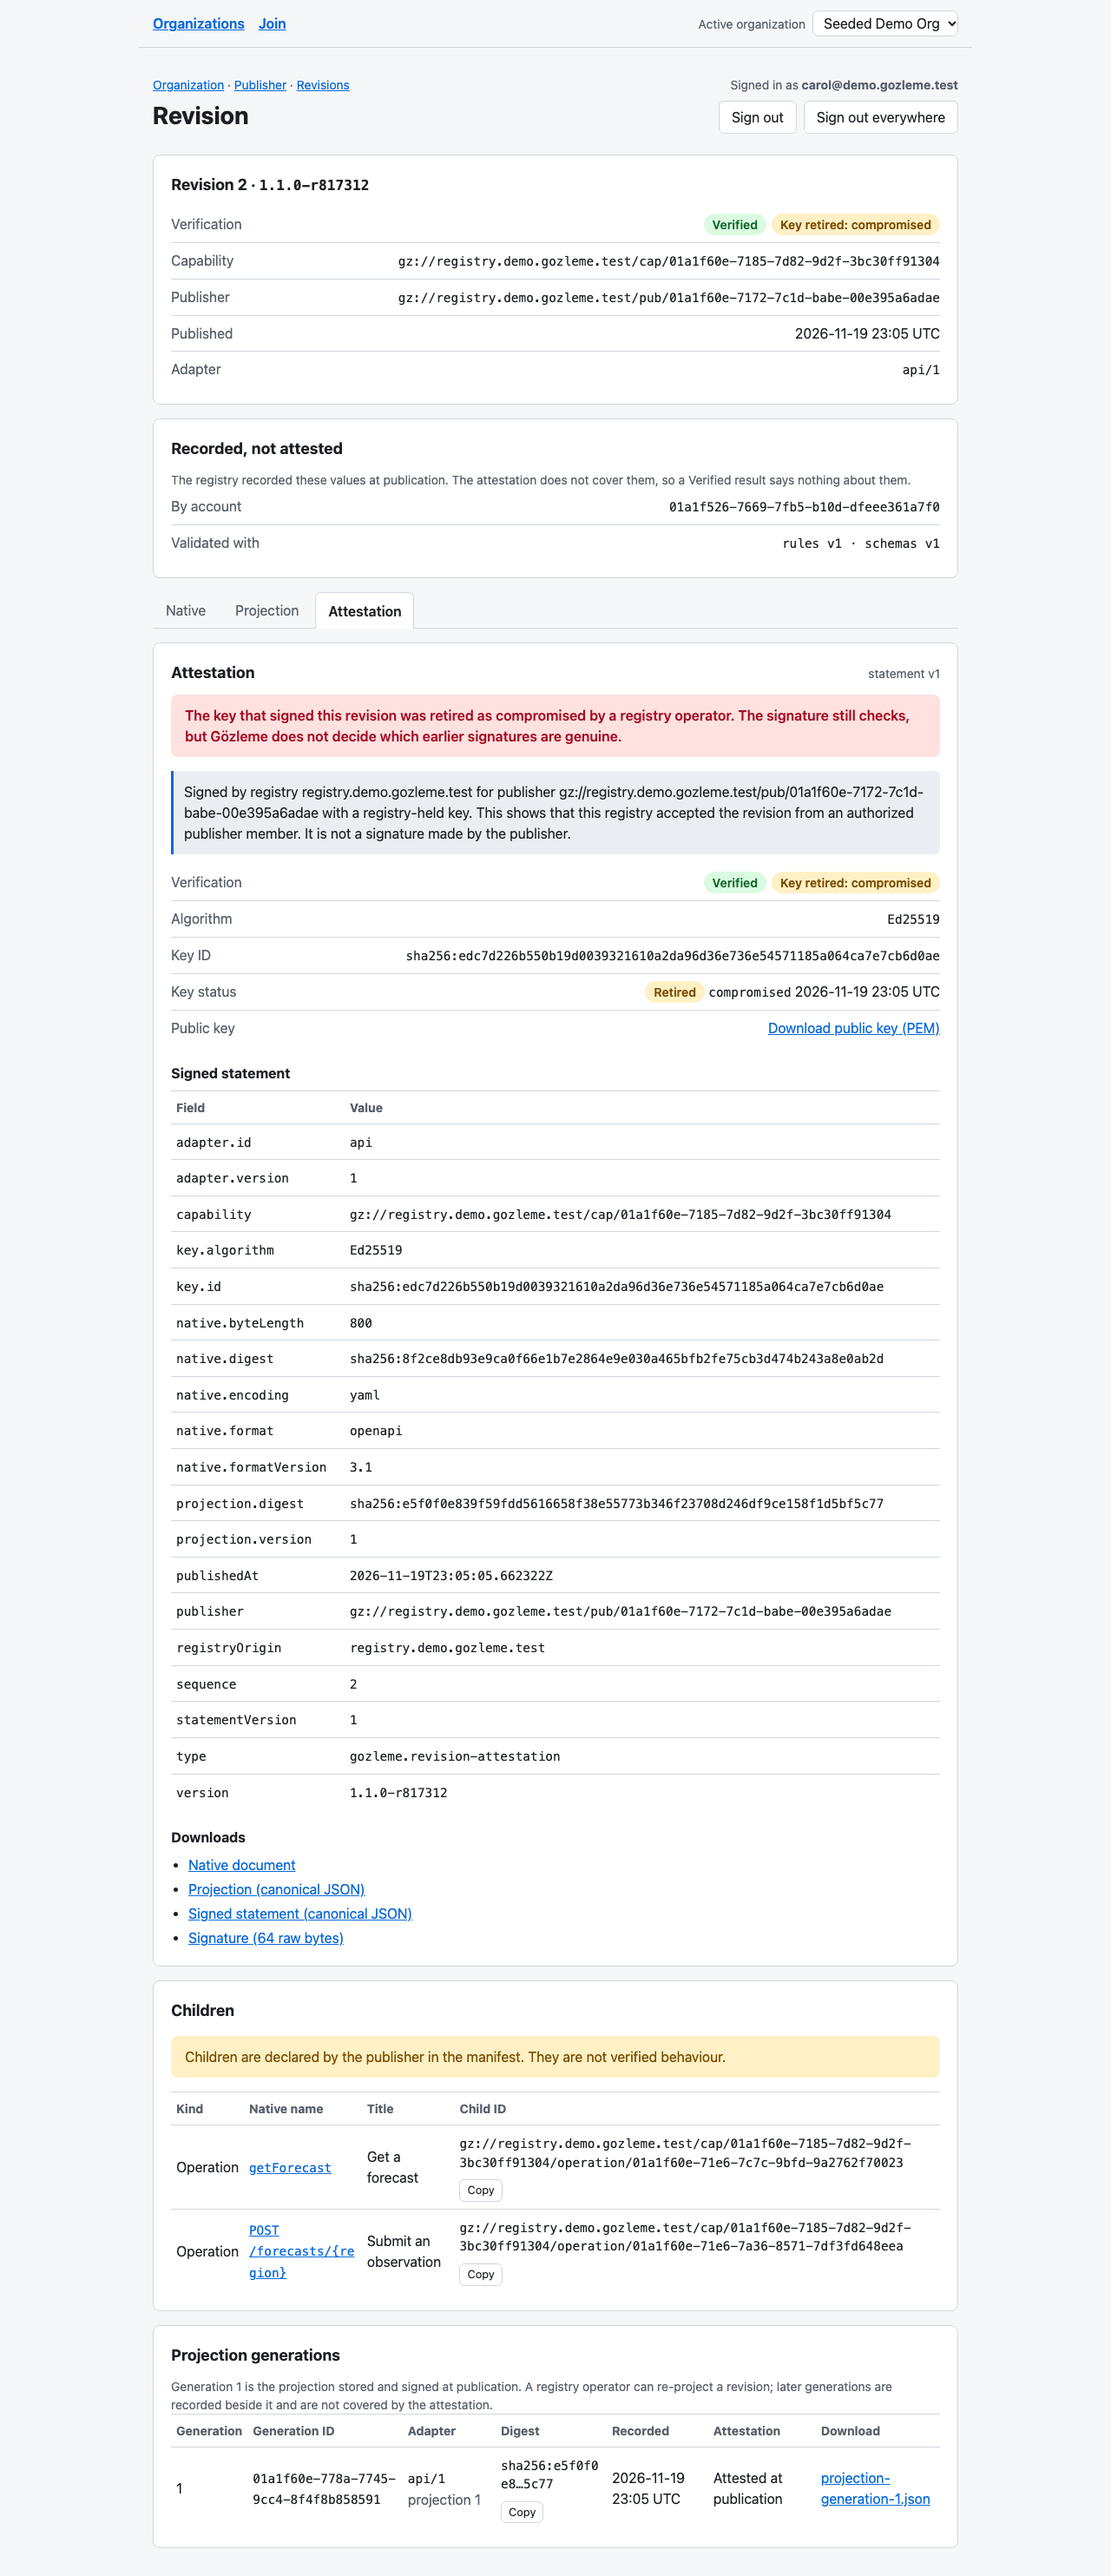 Organizations Join
Active organization Seeded Demo Org
Organization · Publisher · Revisions
Signed in as carol@demo.gozleme.test
Revision
Sign out Sign out everywhere
Revision 2 · 1.1.0-r817312
Verification Verified Key retired: compromised
Capability gz://registry.demo.gozleme.test/cap/01a1f60e-7185-7d82-9d2f-3bc30ff91304
Publisher gz://registry.demo.gozleme.test/pub/01a1f60e-7172-7c1d-babe-00e395a6adae
Published 2026-11-19 23:05 UTC
Adapter api/1
Recorded, not attested
The registry recorded these values at publication. The attestation does not cover them, so a Verified result says nothing about them.
By account 01a1f526-7669-7fb5-b10d-dfeee361a7f0
Validated with rules v1 · schemas v1
Native Projection Attestation
Attestation statement v1
The key that signed this revision was retired as compromised by a registry operator. The signature still checks,
but Gözleme does not decide which earlier signatures are genuine.
Signed by registry registry.demo.gozleme.test for publisher gz://registry.demo.gozleme.test/pub/01a1f60e-7172-7c1d-
babe-00e395a6adae with a registry-held key. This shows that this registry accepted the revision from an authorized
publisher member. It is not a signature made by the publisher.
Verification Verified Key retired: compromised
Algorithm Ed25519
Key ID sha256:edc7d226b550b19d0039321610a2da96d36e736e54571185a064ca7e7cb6d0ae
Key status Retired compromised 2026-11-19 23:05 UTC
Public key Download public key (PEM)
Signed statement
Field Value
adapter.id api
adapter.version 1
capability gz://registry.demo.gozleme.test/cap/01a1f60e-7185-7d82-9d2f-3bc30ff91304
key.algorithm Ed25519
key.id sha256:edc7d226b550b19d0039321610a2da96d36e736e54571185a064ca7e7cb6d0ae
native.byteLength 800
native.digest sha256:8f2ce8db93e9ca0f66e1b7e2864e9e030a465bfb2fe75cb3d474b243a8e0ab2d
native.encoding yaml
native.format openapi
native.formatVersion 3.1
projection.digest sha256:e5f0f0e839f59fdd5616658f38e55773b346f23708d246df9ce158f1d5bf5c77
projection.version 1
publishedAt 2026-11-19T23:05:05.662322Z
publisher gz://registry.demo.gozleme.test/pub/01a1f60e-7172-7c1d-babe-00e395a6adae
registryOrigin registry.demo.gozleme.test
sequence 2
statementVersion 1
type gozleme.revision-attestation
version 1.1.0-r817312
Downloads
• Native document
• Projection (canonical JSON)
• Signed statement (canonical JSON)
• Signature (64 raw bytes)
Children
Children are declared by the publisher in the manifest. They are not verified behaviour.
Kind Native name Title Child ID
Operation getForecast Get a forecast gz://registry.demo.gozleme.test/cap/01a1f60e-7185-7d82-9d2f-
3bc30ff91304/operation/01a1f60e-71e6-7c7c-9bfd-9a2762f70023
Copy
Operation POST /forecasts/{region} Submit an observation gz://registry.demo.gozleme.test/cap/01a1f60e-7185-7d82-9d2f-
3bc30ff91304/operation/01a1f60e-71e6-7a36-8571-7df3fd648eea
Copy
Projection generations
Generation 1 is the projection stored and signed at publication. A registry operator can re-project a revision; later generations are
recorded beside it and are not covered by the attestation.
Generation Generation ID Adapter Digest Recorded Attestation Download
1 01a1f60e-778a-7745-9cc4-8f4f8b858591 api/1 projection 1 sha256:e5f0f0e8…5c77 Copy 2026-11-19 23:05 UTC Attested at publication projection-generation-1.json